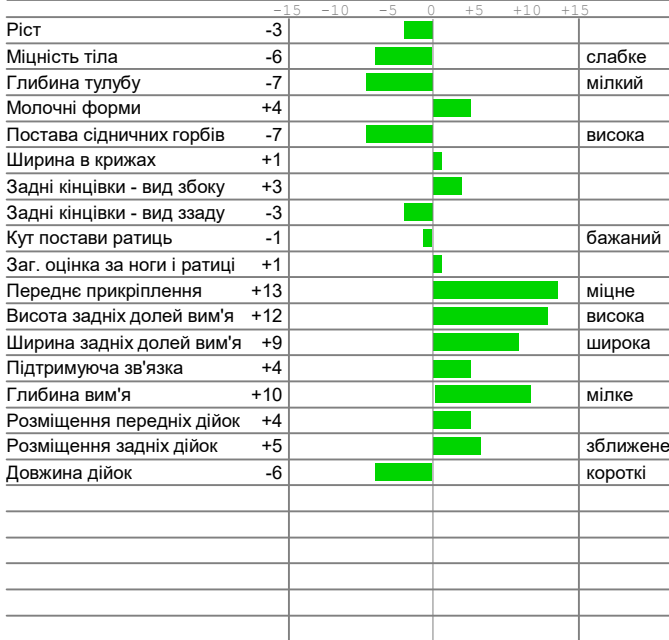 -15 -10 -5 0 +5 +10 +15
Ріст -3
Міцність тіла -6 слабке
Глибина тулубу -7 мілкий
Молочні форми +4
Постава сідничних горбів -7 висока
Ширина в крижах +1
Задні кінцівки - вид збоку +3
Задні кінцівки - вид ззаду -3
Кут постави ратиць -1 бажаний
Заг. оцінка за ноги і ратиці +1
Переднє прикріплення +13 міцне
Висота задніх долей вим'я +12 висока
Ширина задніх долей вим'я +9 широка
Підтримуюча зв'язка +4
Глибина вим'я +10 мілке
Розміщення передніх дійок +4
Розміщення задніх дійок +5 зближене
Довжина дійок -6 короткі